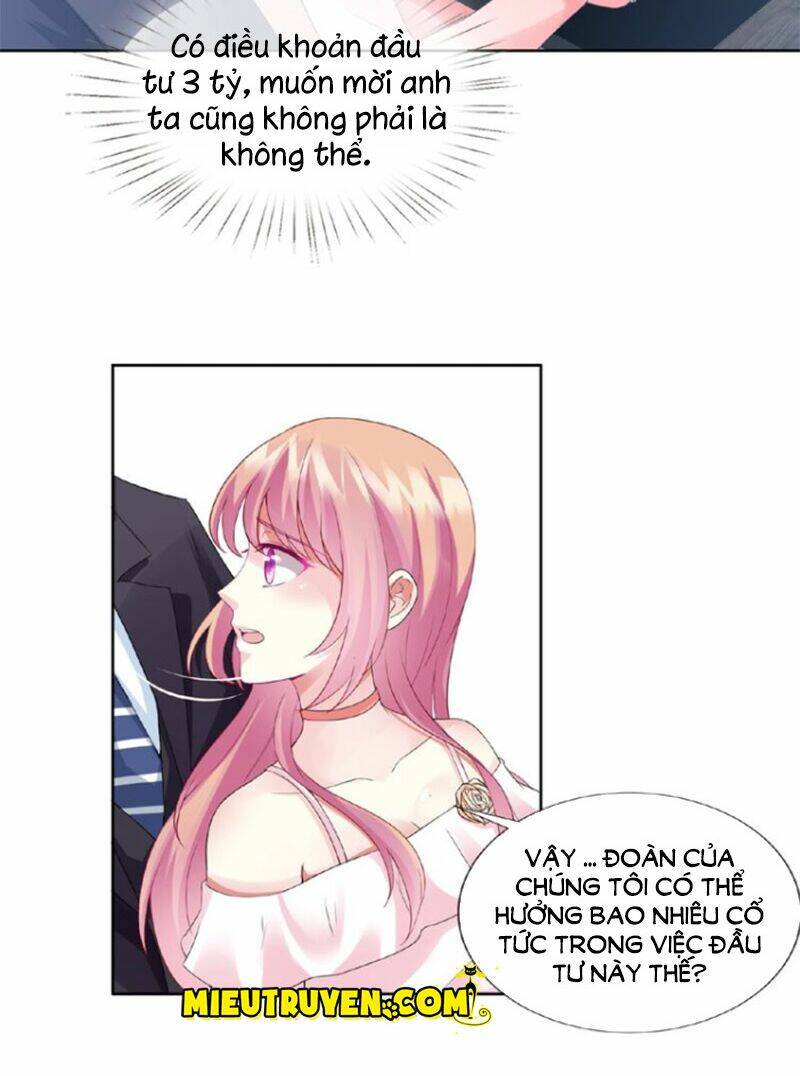 Có điều khoản đầu
tư 3 tỷ, muốn mời anh
ta cũng không phải là
không thể.
VẬY ... ĐOÀN CỦA
CHÚNG TÔI CÓ THỂ
HƯỞNG BAO NHIÊU CỔ
TỨC TRONG VIỆC ĐẦU
TƯ NÀY THẾ?
MIEUTRUYEN.COM